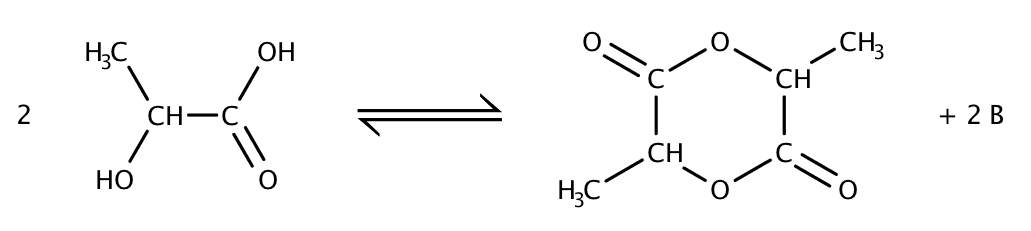 H₃C OH O O CH₃
C CH
2 CH C + 2 B
CH C
HO O H₃C O O